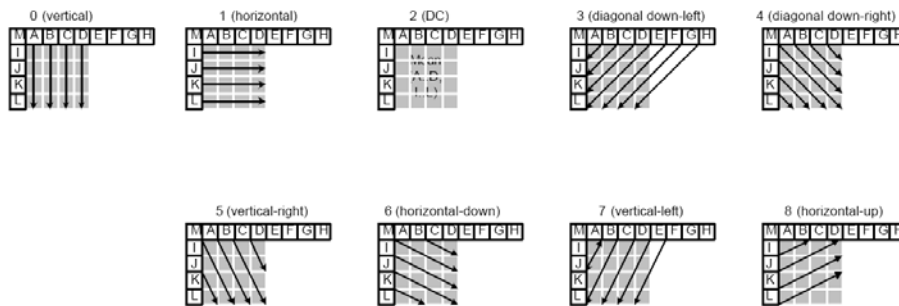 0 (vertical)
M A B C D E F G H
I
J
K
L
1 (horizontal)
M A B C D E F G H
I
J
K
L
2 (DC)
M A B C D E F G H
I
J
K
L
3 (diagonal down-left)
M A B C D E F G H
I
J
K
L
4 (diagonal down-right)
M A B C D E F G H
I
J
K
L
5 (vertical-right)
M A B C D E F G H
I
J
K
L
6 (horizontal-down)
M A B C D E F G H
I
J
K
L
7 (vertical-left)
M A B C D E F G H
I
J
K
L
8 (horizontal-up)
M A B C D E F G H
I
J
K
L